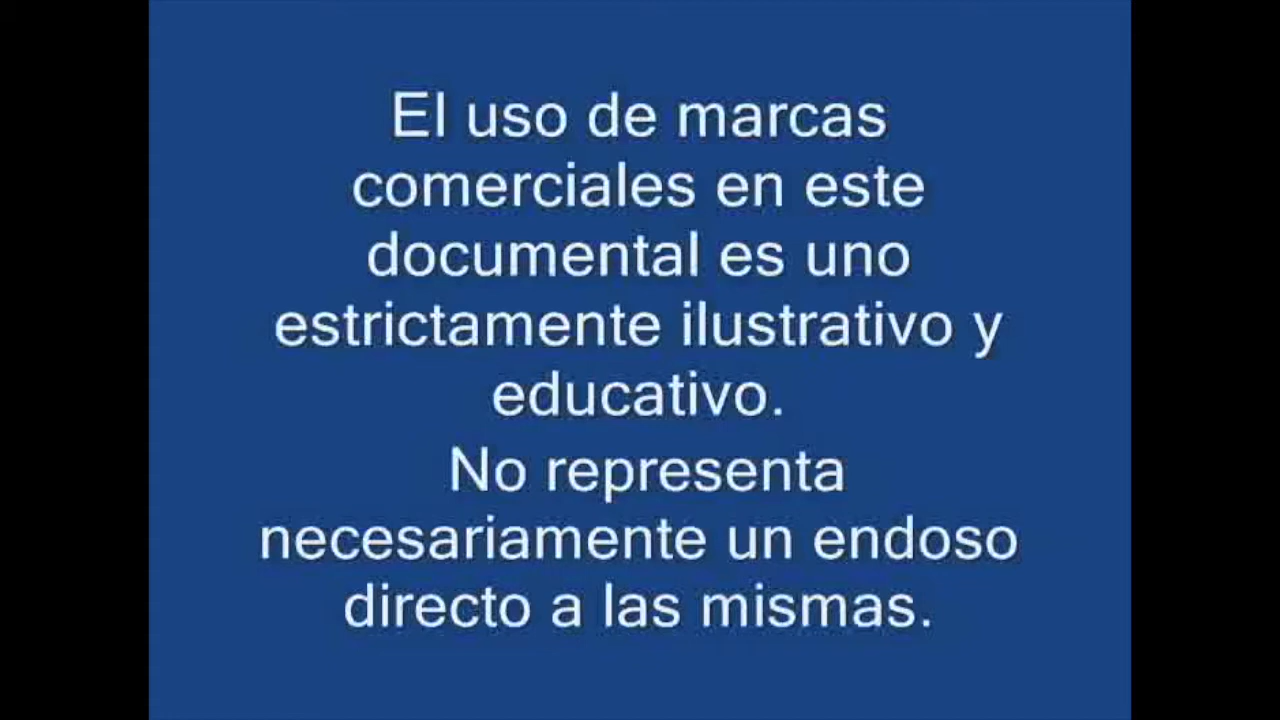 El uso de marcas
comerciales en este
documental es uno
estrictamente ilustrativo y
educativo.
No representa
necesariamente un endoso
directo a las mismas.